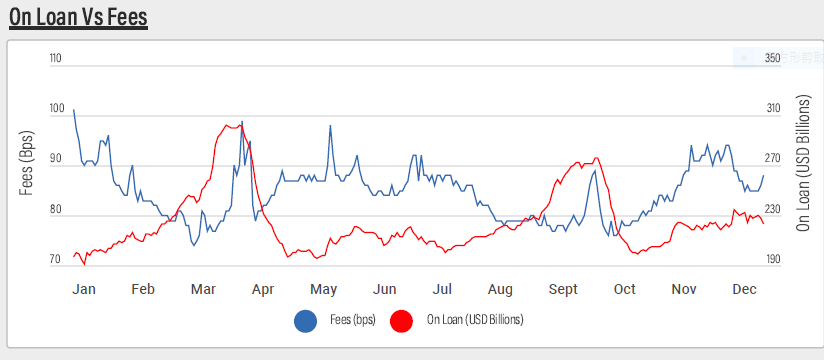 On Loan Vs Fees
110
100
90
80
70
350
310
270
230
190
Fees (Bps)
On Loan (USD Billions)
Jan Feb Mar Apr May Jun Jul Aug Sept Oct Nov Dec
Fees (bps) On Loan (USD Billions)